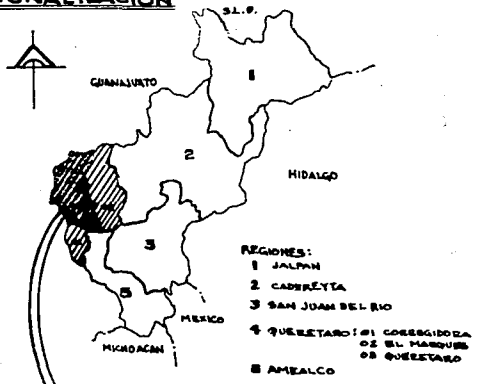 S.L.P.
GUANAJUATO
1
2
HIDALGO
3
5
MEXICO
MICHOACAN
REGIONES:
1 JALPAN
2 CADEREYTA
3 SAN JUAN DEL RIO
4 QUERETARO: 01 CORREGIDORA
02 EL MARQUES
03 QUERETARO
5 AMEALCO